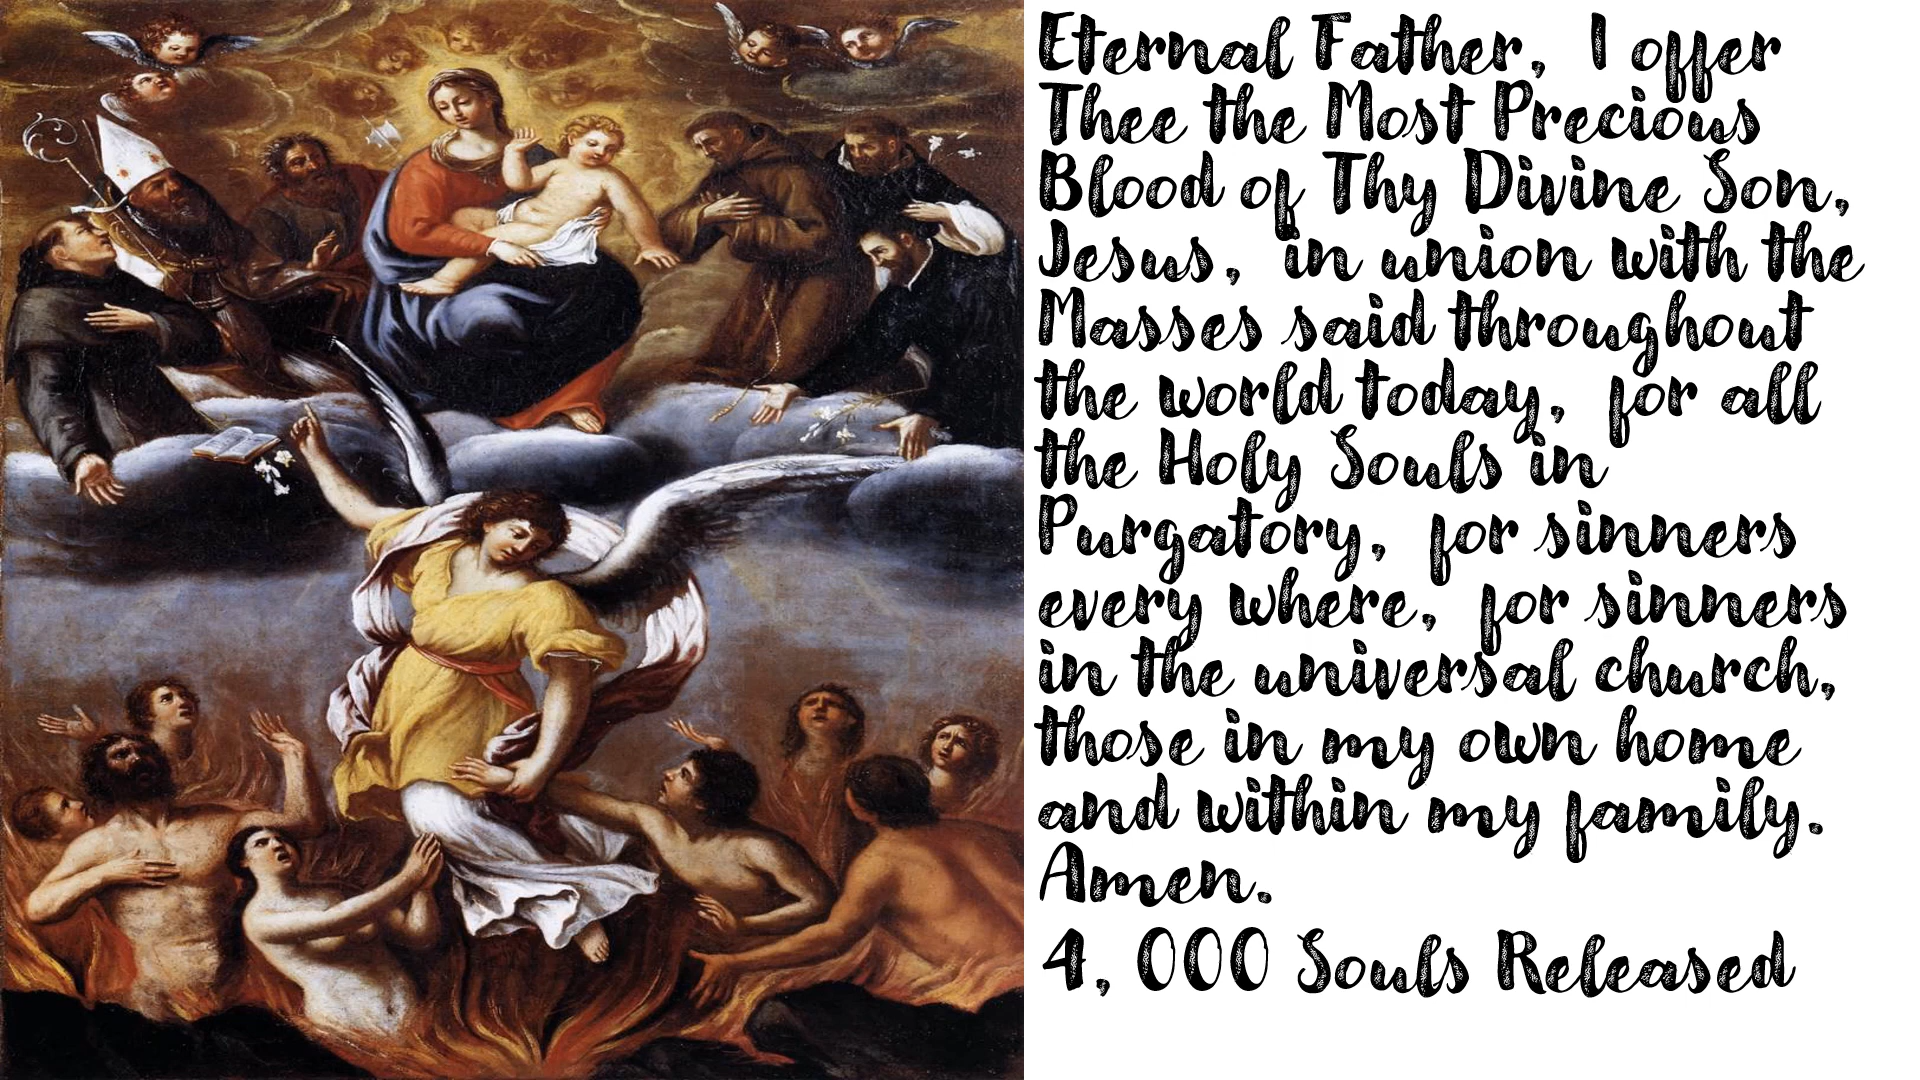 Eternal Father, I offer
Thee the Most Precious
Blood of Thy Divine Son,
Jesus, in union with the
Masses said throughout
the world today, for all
the Holy Souls in
Purgatory, for sinners
every where, for sinners
in the universal church,
those in my own home
and within my family.
Amen.
4, 000 Souls Released